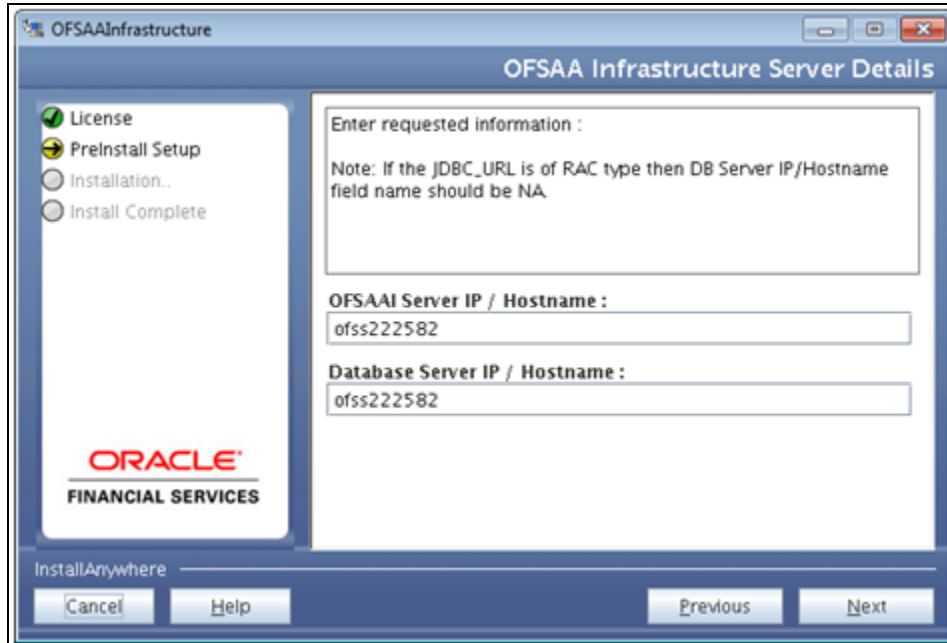 OFSAAInfrastructure
OFSAA Infrastructure Server Details
License
PreInstall Setup
Installation..
Install Complete
ORACLE
FINANCIAL SERVICES
Enter requested information :
Note: If the JDBC_URL is of RAC type then DB Server IP/Hostname
field name should be NA.
OFSAAI Server IP / Hostname :
ofss222582
Database Server IP / Hostname :
ofss222582
InstallAnywhere
Cancel
Help
Previous
Next